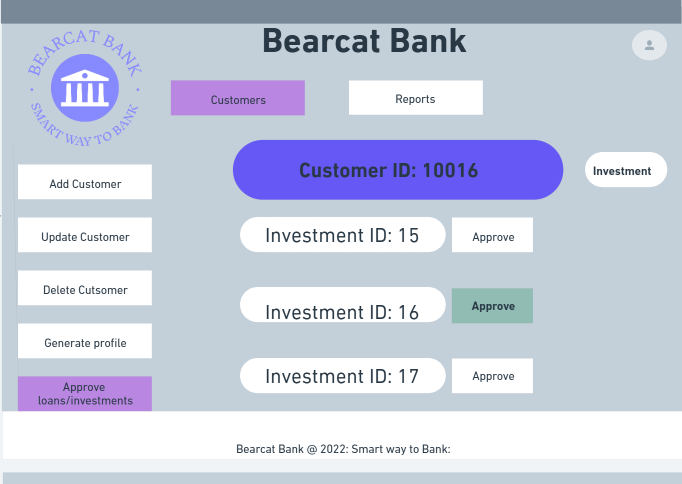 BEARCAT BANK
SMART WAY TO BANK
Bearcat Bank
Customers
Reports
Customer ID: 10016
Investment
Add Customer
Update Customer
Delete Cutsomer
Generate profile
Approve
loans/investments
Investment ID: 15
Approve
Investment ID: 16
Approve
Investment ID: 17
Approve
Bearcat Bank @ 2022: Smart way to Bank: